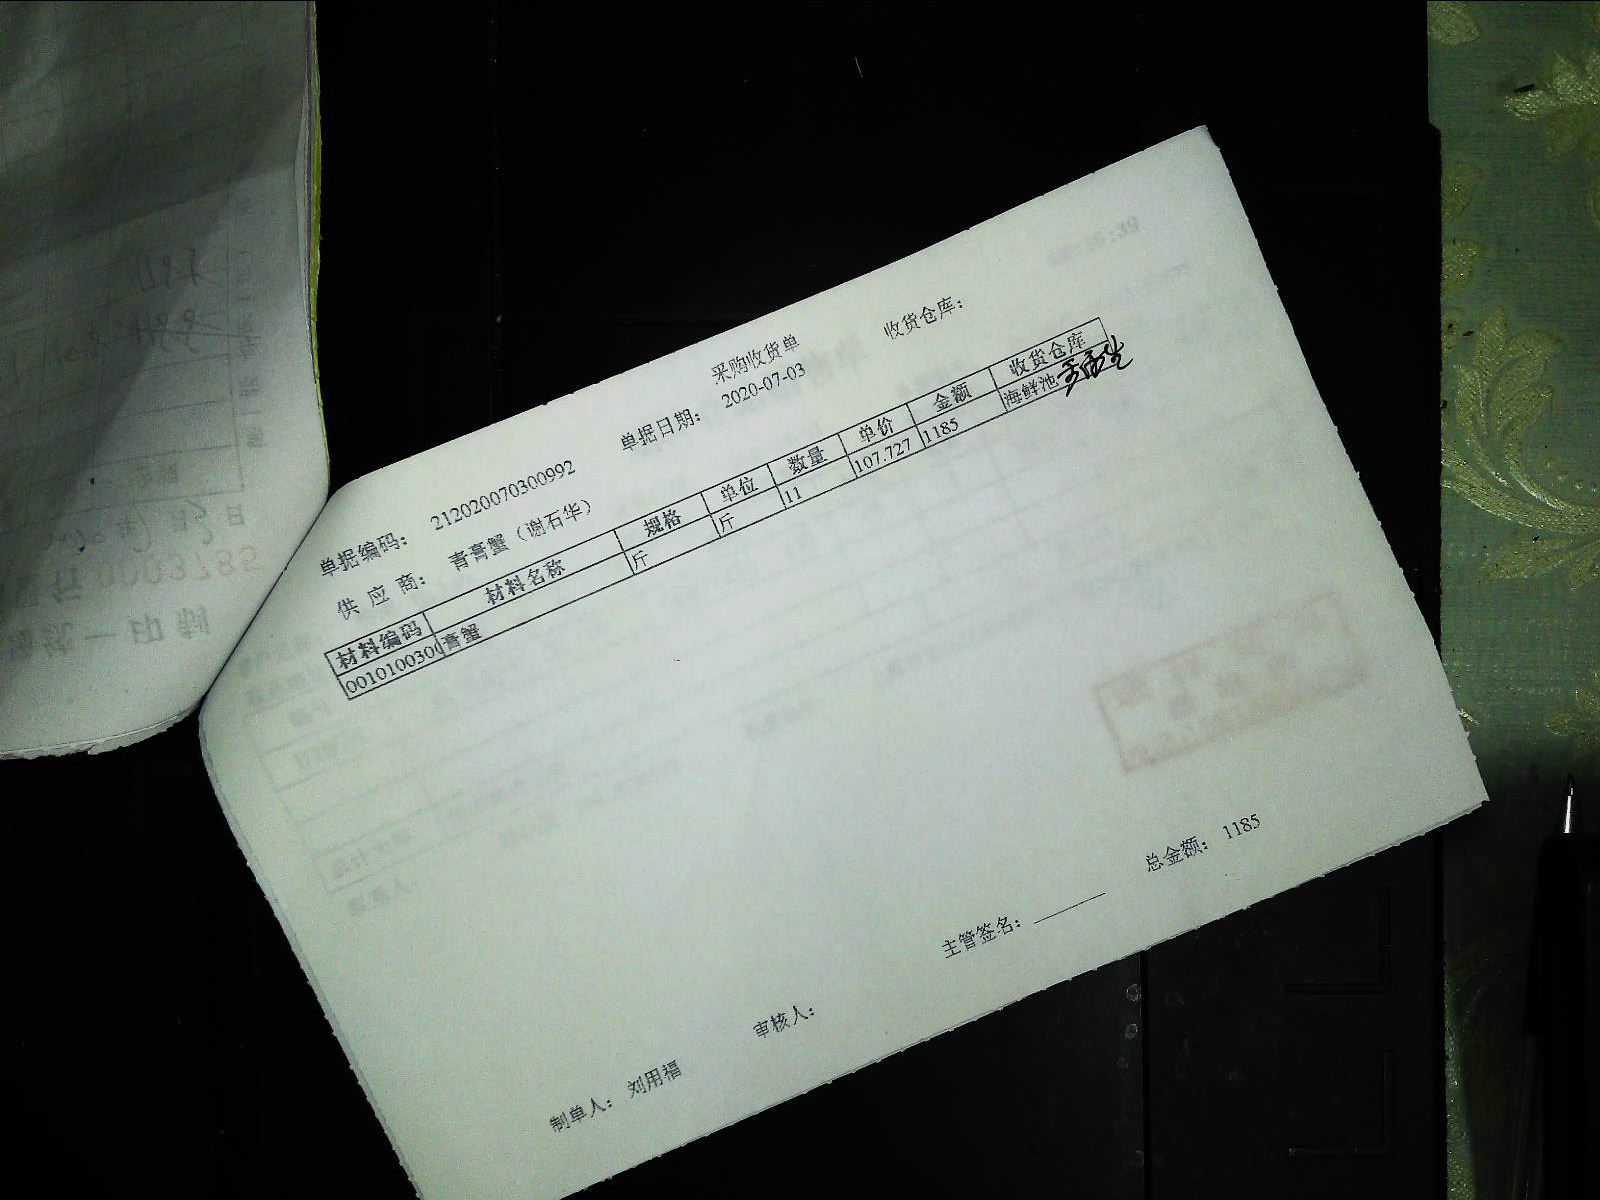 采购收货单
收货仓库：
单据编码： 212020070300992 单据日期： 2020-07-03
供 应 商： 青膏蟹（谢石华）
材料编码 材料名称 规格 单位 数量 单价 金额 收货仓库
0010100300 膏蟹 斤 斤 11 107.727 1185 海鲜池
制单人： 刘用福 审核人： 主管签名： 总金额： 1185